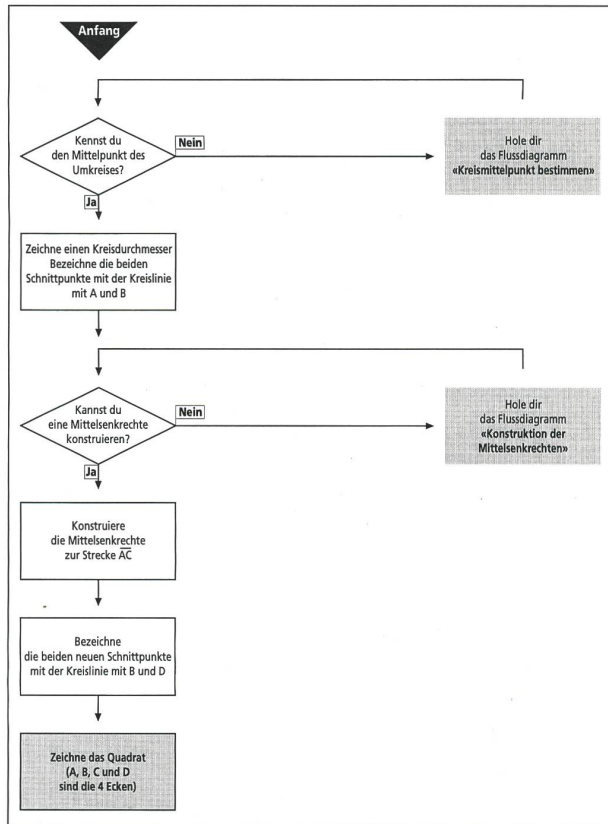 Anfang
Kennst du
den Mittelpunkt des
Umkreises?
Nein
Hole dir
das Flussdiagramm
«Kreismittelpunkt bestimmen»
Ja
Zeichne einen Kreisdurchmesser
Bezeichne die beiden
Schnittpunkte mit der Kreislinie
mit A und B
Kannst du
eine Mittelsenkrechte
konstruieren?
Nein
Hole dir
das Flussdiagramm
«Konstruktion der
Mittelsenkrechten»
Ja
Konstruiere
die Mittelsenkrechte
zur Strecke A̅C̅
Bezeichne
die beiden neuen Schnittpunkte
mit der Kreislinie mit B und D
Zeichne das Quadrat
(A, B, C und D
sind die 4 Ecken)